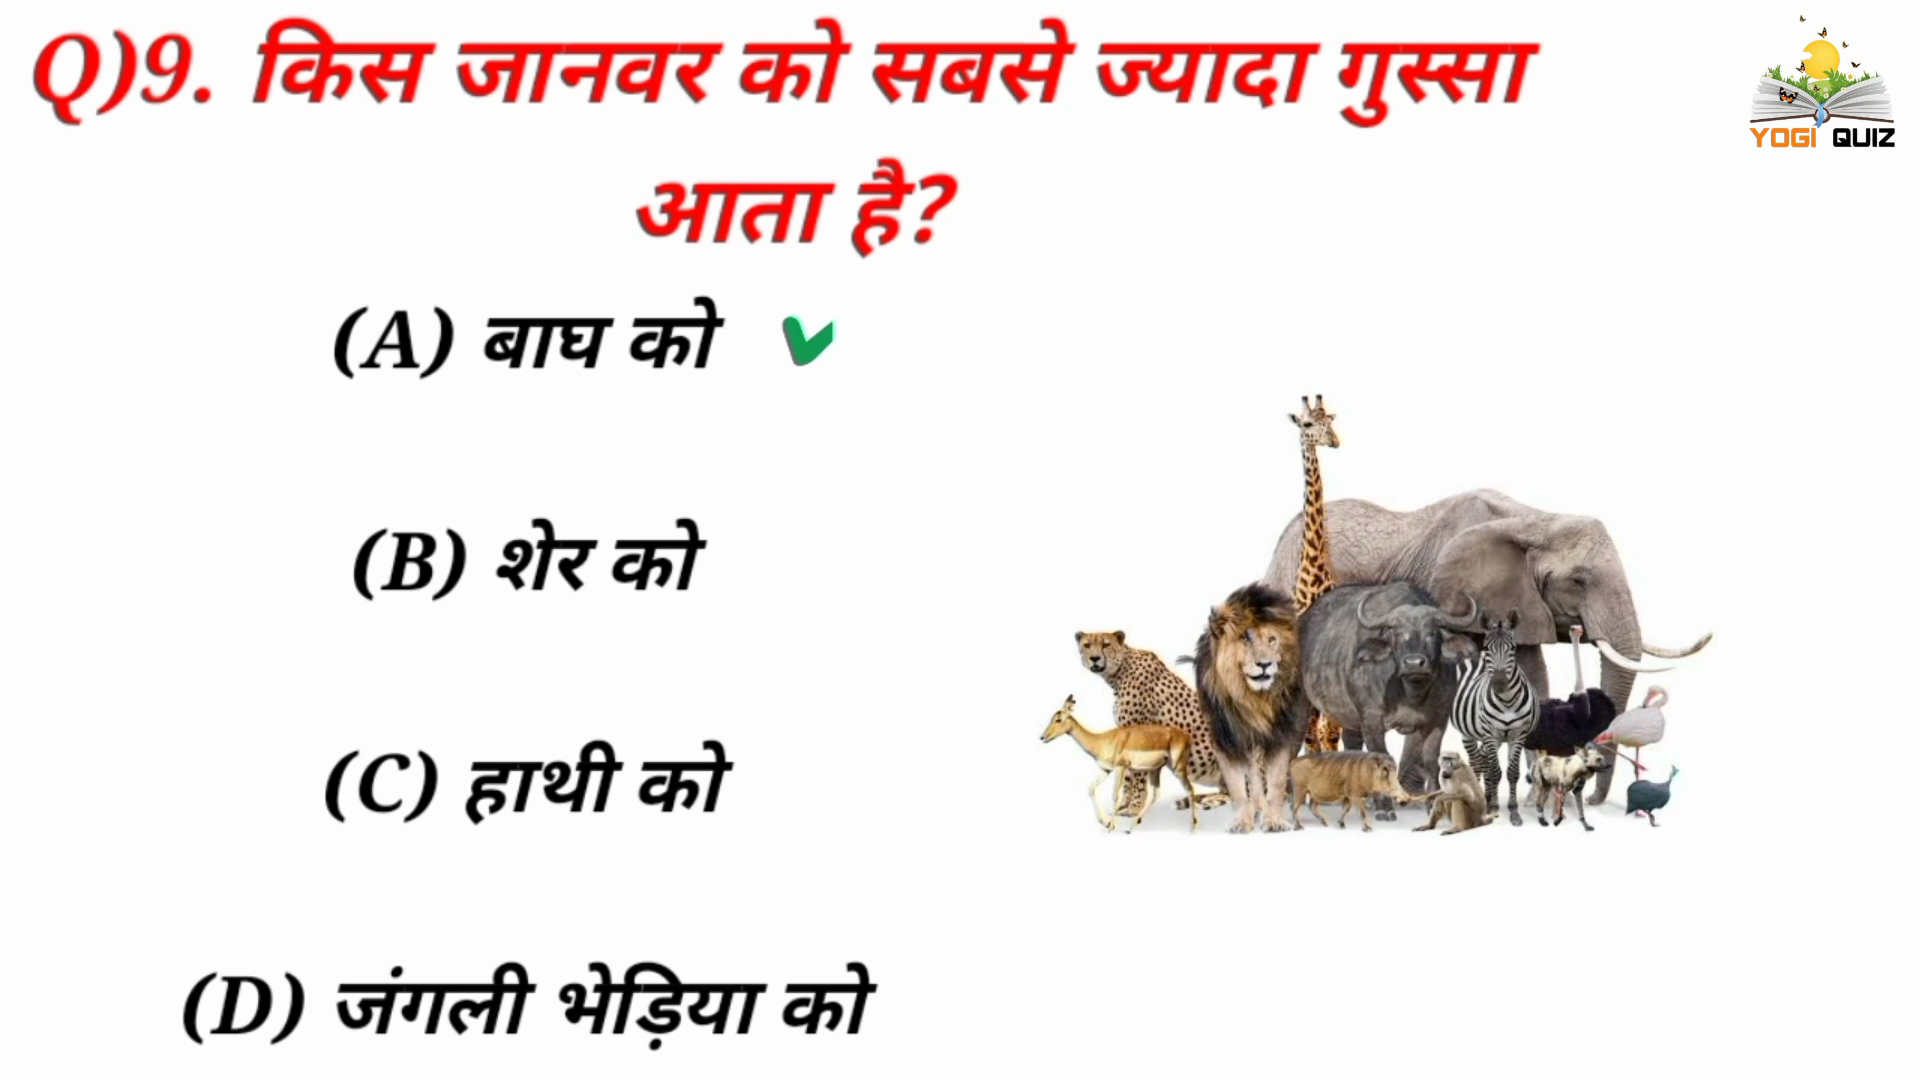 Q)9. किस जानवर को सबसे ज्यादा गुस्सा
आता है?
YOGI QUIZ
(A) बाघ को
(B) शेर को
(C) हाथी को
(D) जंगली भेड़िया को